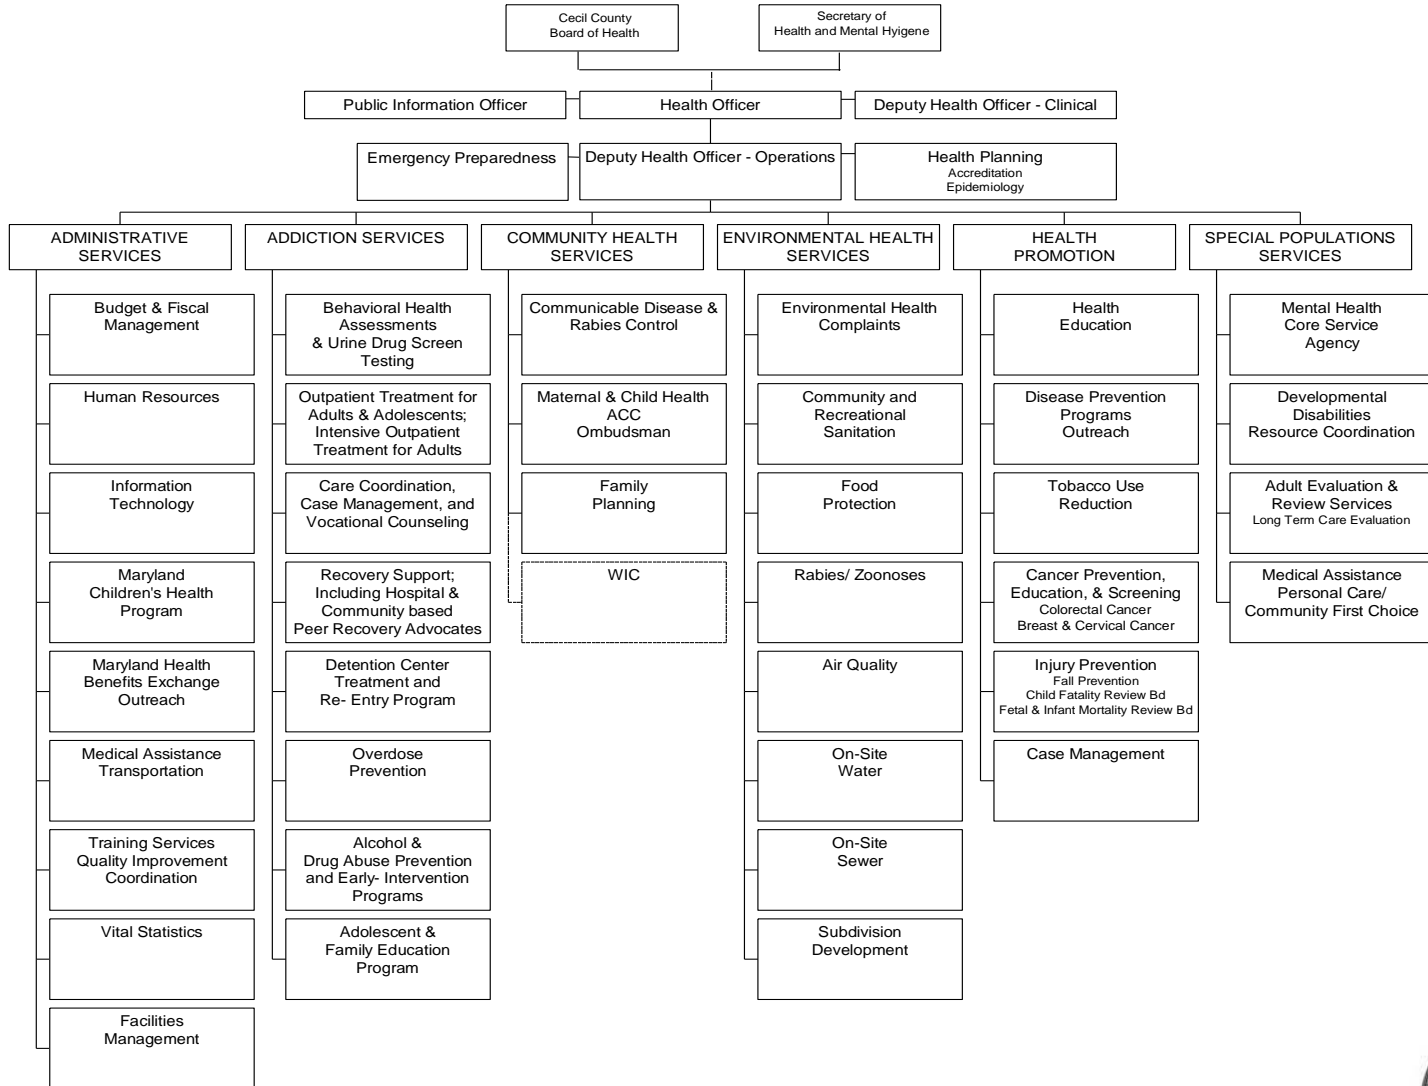 Cecil County
Board of Health
Secretary of
Health and Mental Hyigene
Public Information Officer
Health Officer
Deputy Health Officer - Clinical
Emergency Preparedness
Deputy Health Officer - Operations
Health Planning
Accreditation
Epidemiology
ADMINISTRATIVE
SERVICES
ADDICTION SERVICES
COMMUNITY HEALTH
SERVICES
ENVIRONMENTAL HEALTH
SERVICES
HEALTH
PROMOTION
SPECIAL POPULATIONS
SERVICES
Budget & Fiscal
Management
Human Resources
Information
Technology
Maryland
Children's Health
Program
Maryland Health
Benefits Exchange
Outreach
Medical Assistance
Transportation
Training Services
Quality Improvement
Coordination
Vital Statistics
Facilities
Management
Behavioral Health
Assessments
& Urine Drug Screen
Testing
Outpatient Treatment for
Adults & Adolescents;
Intensive Outpatient
Treatment for Adults
Care Coordination,
Case Management, and
Vocational Counseling
Recovery Support;
Including Hospital &
Community based
Peer Recovery Advocates
Detention Center
Treatment and
Re- Entry Program
Overdose
Prevention
Alcohol &
Drug Abuse Prevention
and Early- Intervention
Programs
Adolescent &
Family Education
Program
Communicable Disease &
Rabies Control
Maternal & Child Health
ACC
Ombudsman
Family
Planning
WIC
Environmental Health
Complaints
Community and
Recreational
Sanitation
Food
Protection
Rabies/ Zoonoses
Air Quality
On-Site
Water
On-Site
Sewer
Subdivision
Development
Health
Education
Disease Prevention
Programs
Outreach
Tobacco Use
Reduction
Cancer Prevention,
Education, & Screening
Colorectal Cancer
Breast & Cervical Cancer
Injury Prevention
Fall Prevention
Child Fatality Review Bd
Fetal & Infant Mortality Review Bd
Case Management
Mental Health
Core Service
Agency
Developmental
Disabilities
Resource Coordination
Adult Evaluation &
Review Services
Long Term Care Evaluation
Medical Assistance
Personal Care/
Community First Choice